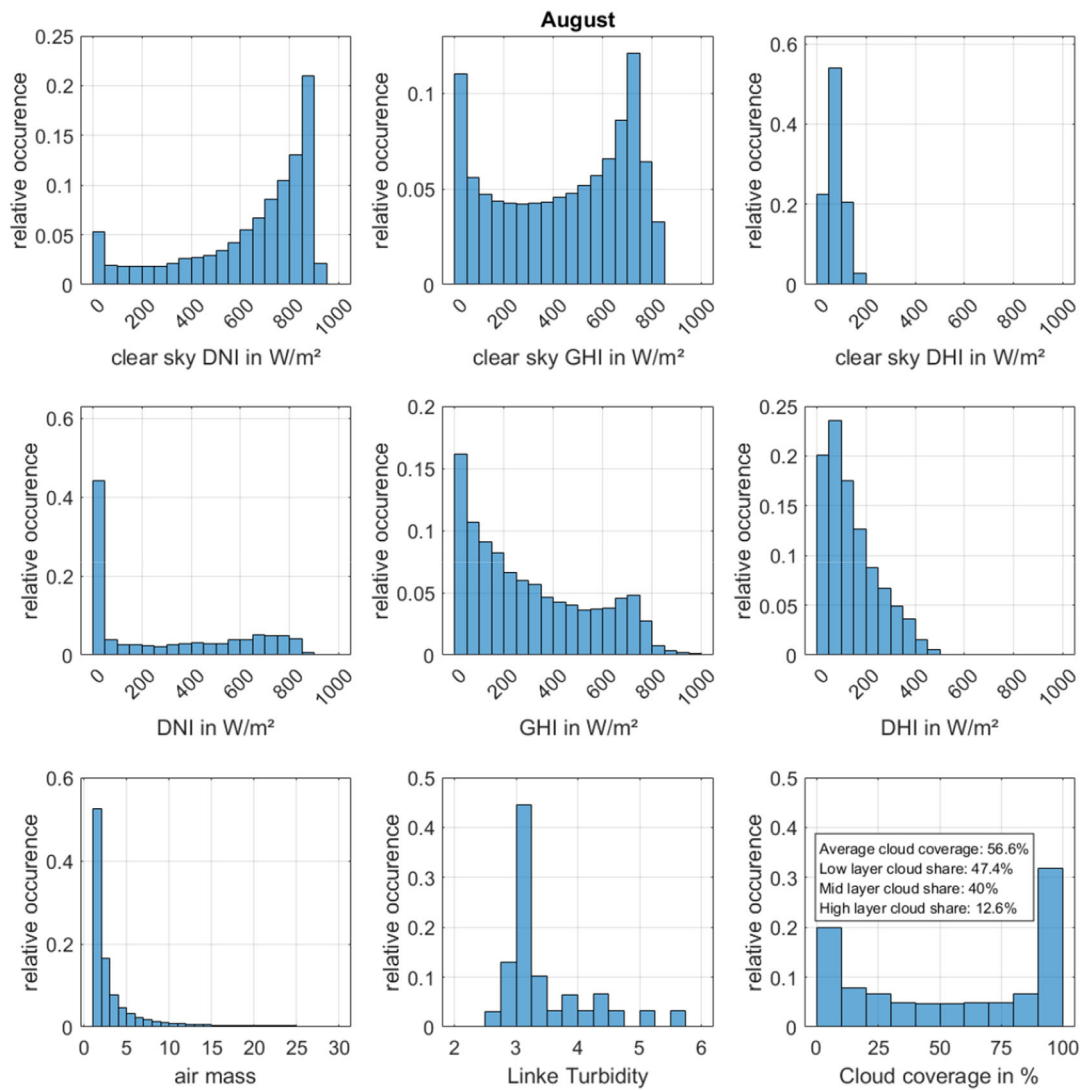 August
0.25
0.2
0.15
0.1
0.05
0
relative occurence
0 200 400 600 800 1000
clear sky DNI in W/m²
0.1
0.05
0
relative occurence
0 200 400 600 800 1000
clear sky GHI in W/m²
0.6
0.4
0.2
0
relative occurence
0 200 400 600 800 1000
clear sky DHI in W/m²
0.6
0.4
0.2
0
relative occurence
0 200 400 600 800 1000
DNI in W/m²
0.2
0.15
0.1
0.05
0
relative occurence
0 200 400 600 800 1000
GHI in W/m²
0.25
0.2
0.15
0.1
0.05
0
relative occurence
0 200 400 600 800 1000
DHI in W/m²
0.6
0.4
0.2
0
relative occurence
0 5 10 15 20 25 30
air mass
0.5
0.4
0.3
0.2
0.1
0
relative occurence
2 3 4 5 6
Linke Turbidity
0.5
0.4
0.3
0.2
0.1
0
relative occurence
Average cloud coverage: 56.6%
Low layer cloud share: 47.4%
Mid layer cloud share: 40%
High layer cloud share: 12.6%
0 25 50 75 100
Cloud coverage in %